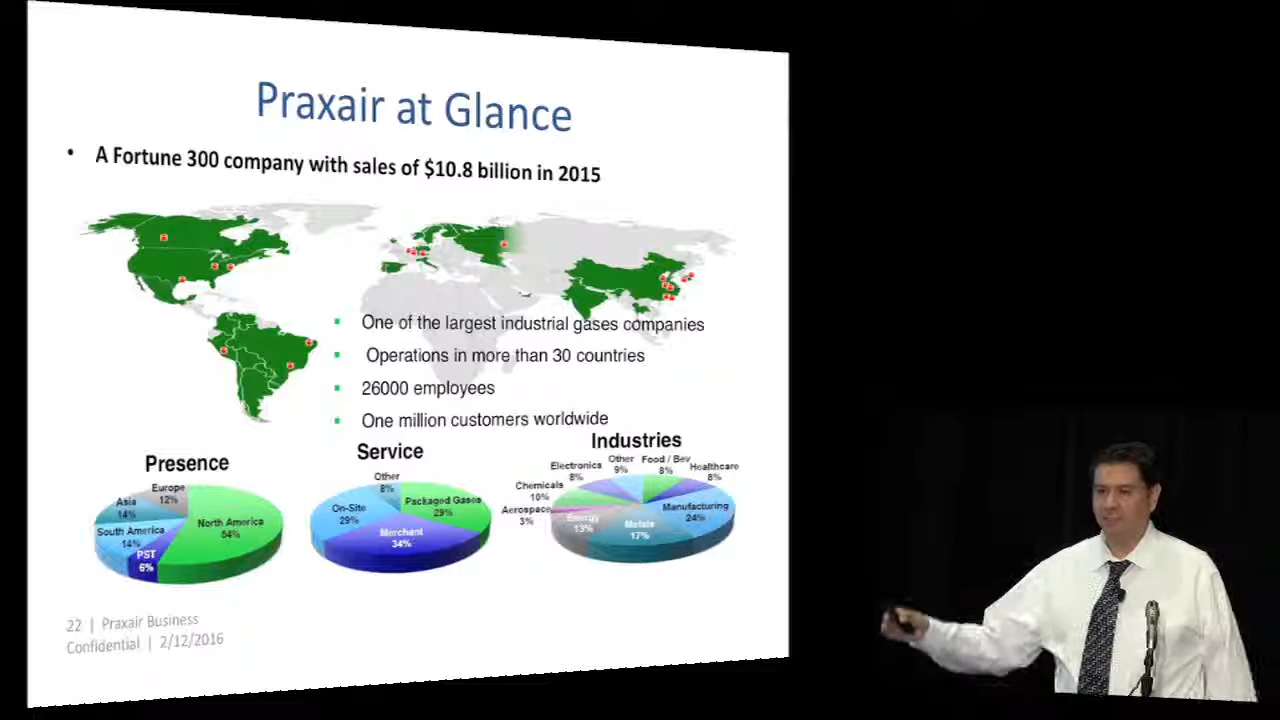 Praxair at Glance
• A Fortune 300 company with sales of $10.8 billion in 2015
▪ One of the largest industrial gases companies
▪ Operations in more than 30 countries
▪ 26000 employees
▪ One million customers worldwide
Presence
Europe
12%
Asia
14%
South America
14%
PST
6%
North America
54%
Service
Other
8%
On-Site
29%
Packaged Gases
29%
Merchant
34%
Industries
Electronics
8%
Other
9%
Food / Bev
8%
Healthcare
8%
Chemicals
10%
Aerospace
3%
Energy
13%
Metals
17%
Manufacturing
24%
22 | Praxair Business
Confidential | 2/12/2016